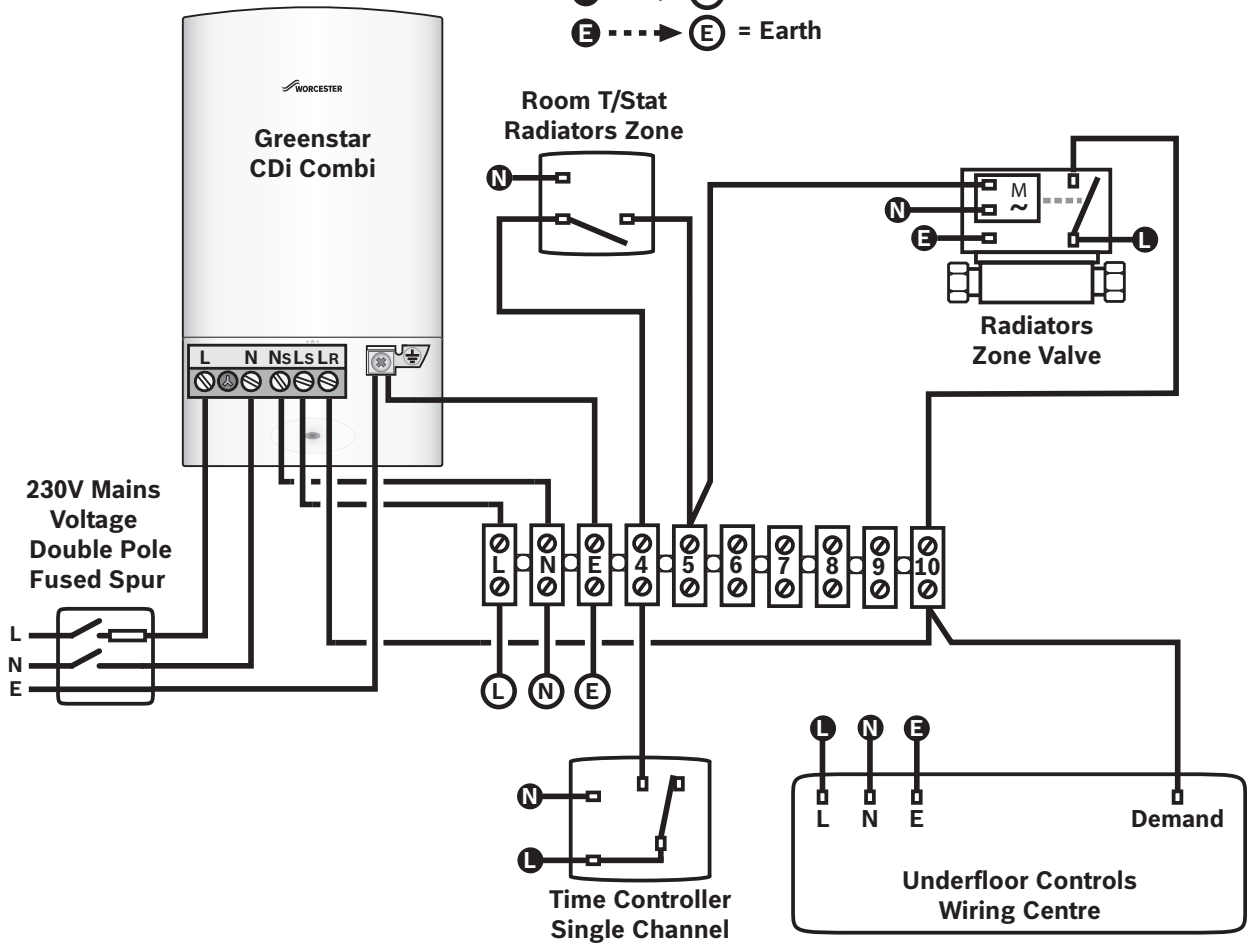 E E = Earth
WORCESTER
Greenstar
CDi Combi
Room T/Stat
Radiators Zone
N
M
~
N
E
L
Radiators
Zone Valve
L N NS LS LR
230V Mains
Voltage
Double Pole
Fused Spur
L
N
E
L N E 4 5 6 7 8 9 10
L N E
N
L
Time Controller
Single Channel
L N E
L N E Demand
Underfloor Controls
Wiring Centre